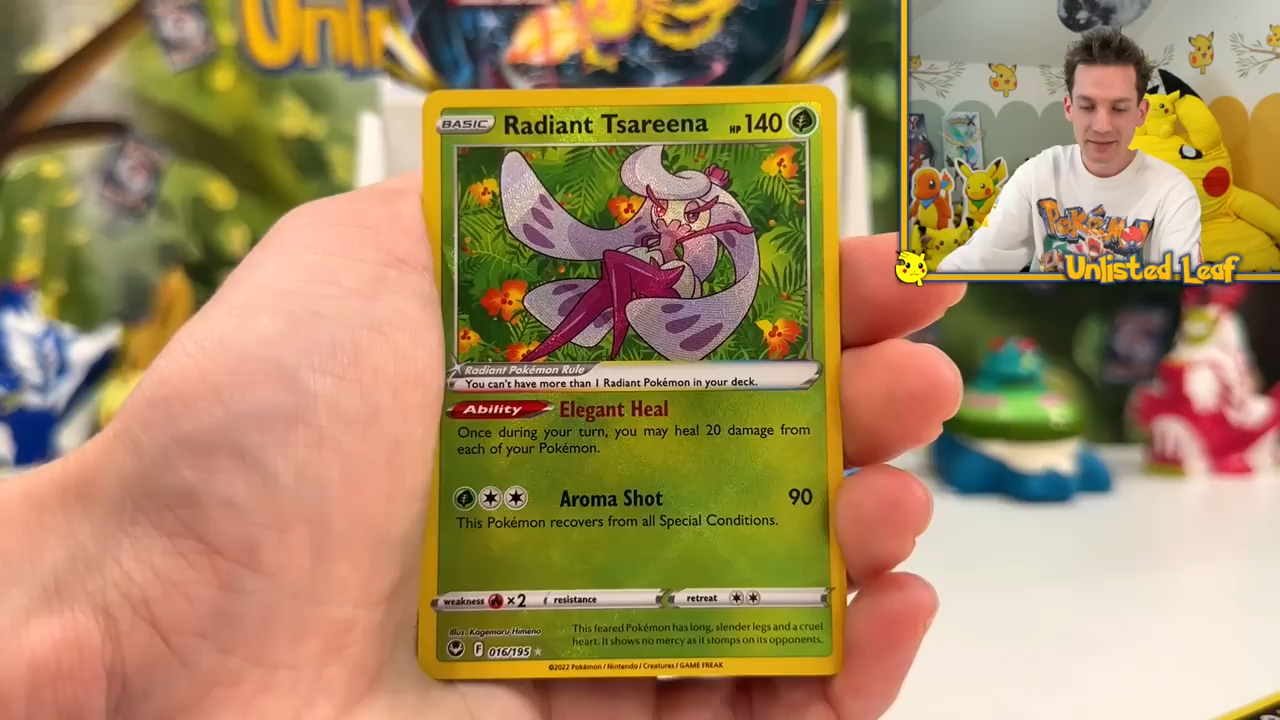 Unli
BASIC Radiant Tsareena HP 140
Radiant Pokémon Rule
You can't have more than 1 Radiant Pokémon in your deck.
Ability Elegant Heal
Once during your turn, you may heal 20 damage from
each of your Pokémon.
Aroma Shot 90
This Pokémon recovers from all Special Conditions.
weakness ×2 resistance retreat
Illus. Kagemaru Himeno
This feared Pokémon has long, slender legs and a cruel
heart. It shows no mercy as it stomps on its opponents.
F 016/195
©2022 Pokémon / Nintendo / Creatures / GAME FREAK
Pokémon
Unlisted Leaf